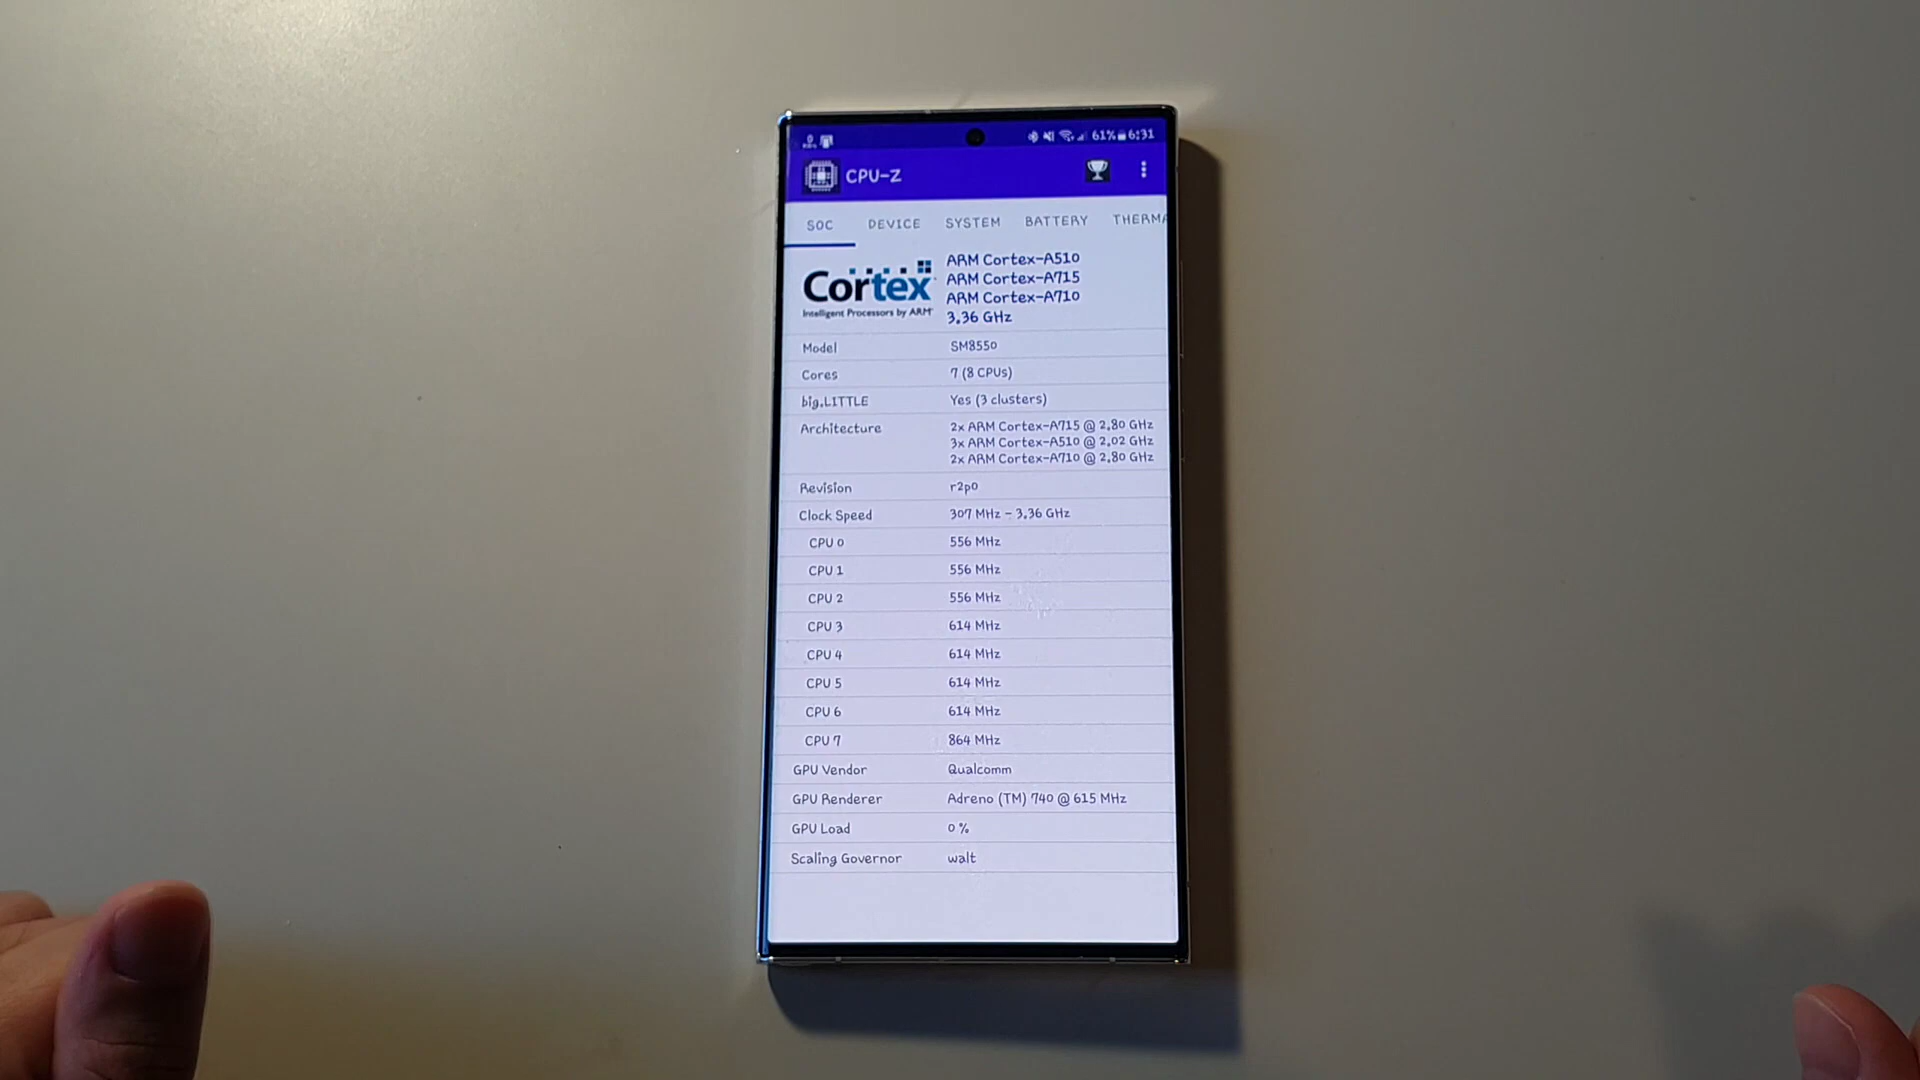 61% 6:31
CPU-Z
SOC DEVICE SYSTEM BATTERY THERMA
Cortex
Intelligent Processors by ARM
ARM Cortex-A510
ARM Cortex-A715
ARM Cortex-A710
3.36 GHz
Model SM8550
Cores 7 (8 CPUs)
big.LITTLE Yes (3 clusters)
Architecture 2x ARM Cortex-A715 @ 2.80 GHz
3x ARM Cortex-A510 @ 2.02 GHz
2x ARM Cortex-A710 @ 2.80 GHz
Revision r2p0
Clock Speed 307 MHz - 3.36 GHz
CPU 0 556 MHz
CPU 1 556 MHz
CPU 2 556 MHz
CPU 3 614 MHz
CPU 4 614 MHz
CPU 5 614 MHz
CPU 6 614 MHz
CPU 7 864 MHz
GPU Vendor Qualcomm
GPU Renderer Adreno (TM) 740 @ 615 MHz
GPU Load 0 %
Scaling Governor walt